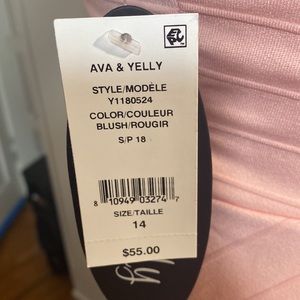 AVA & YELLY
STYLE/MODÈLE
Y1180524
COLOR/COULEUR
BLUSH/ROUGIR
S/P 18
8 10949 03274 7
SIZE/TAILLE
14
$55.00